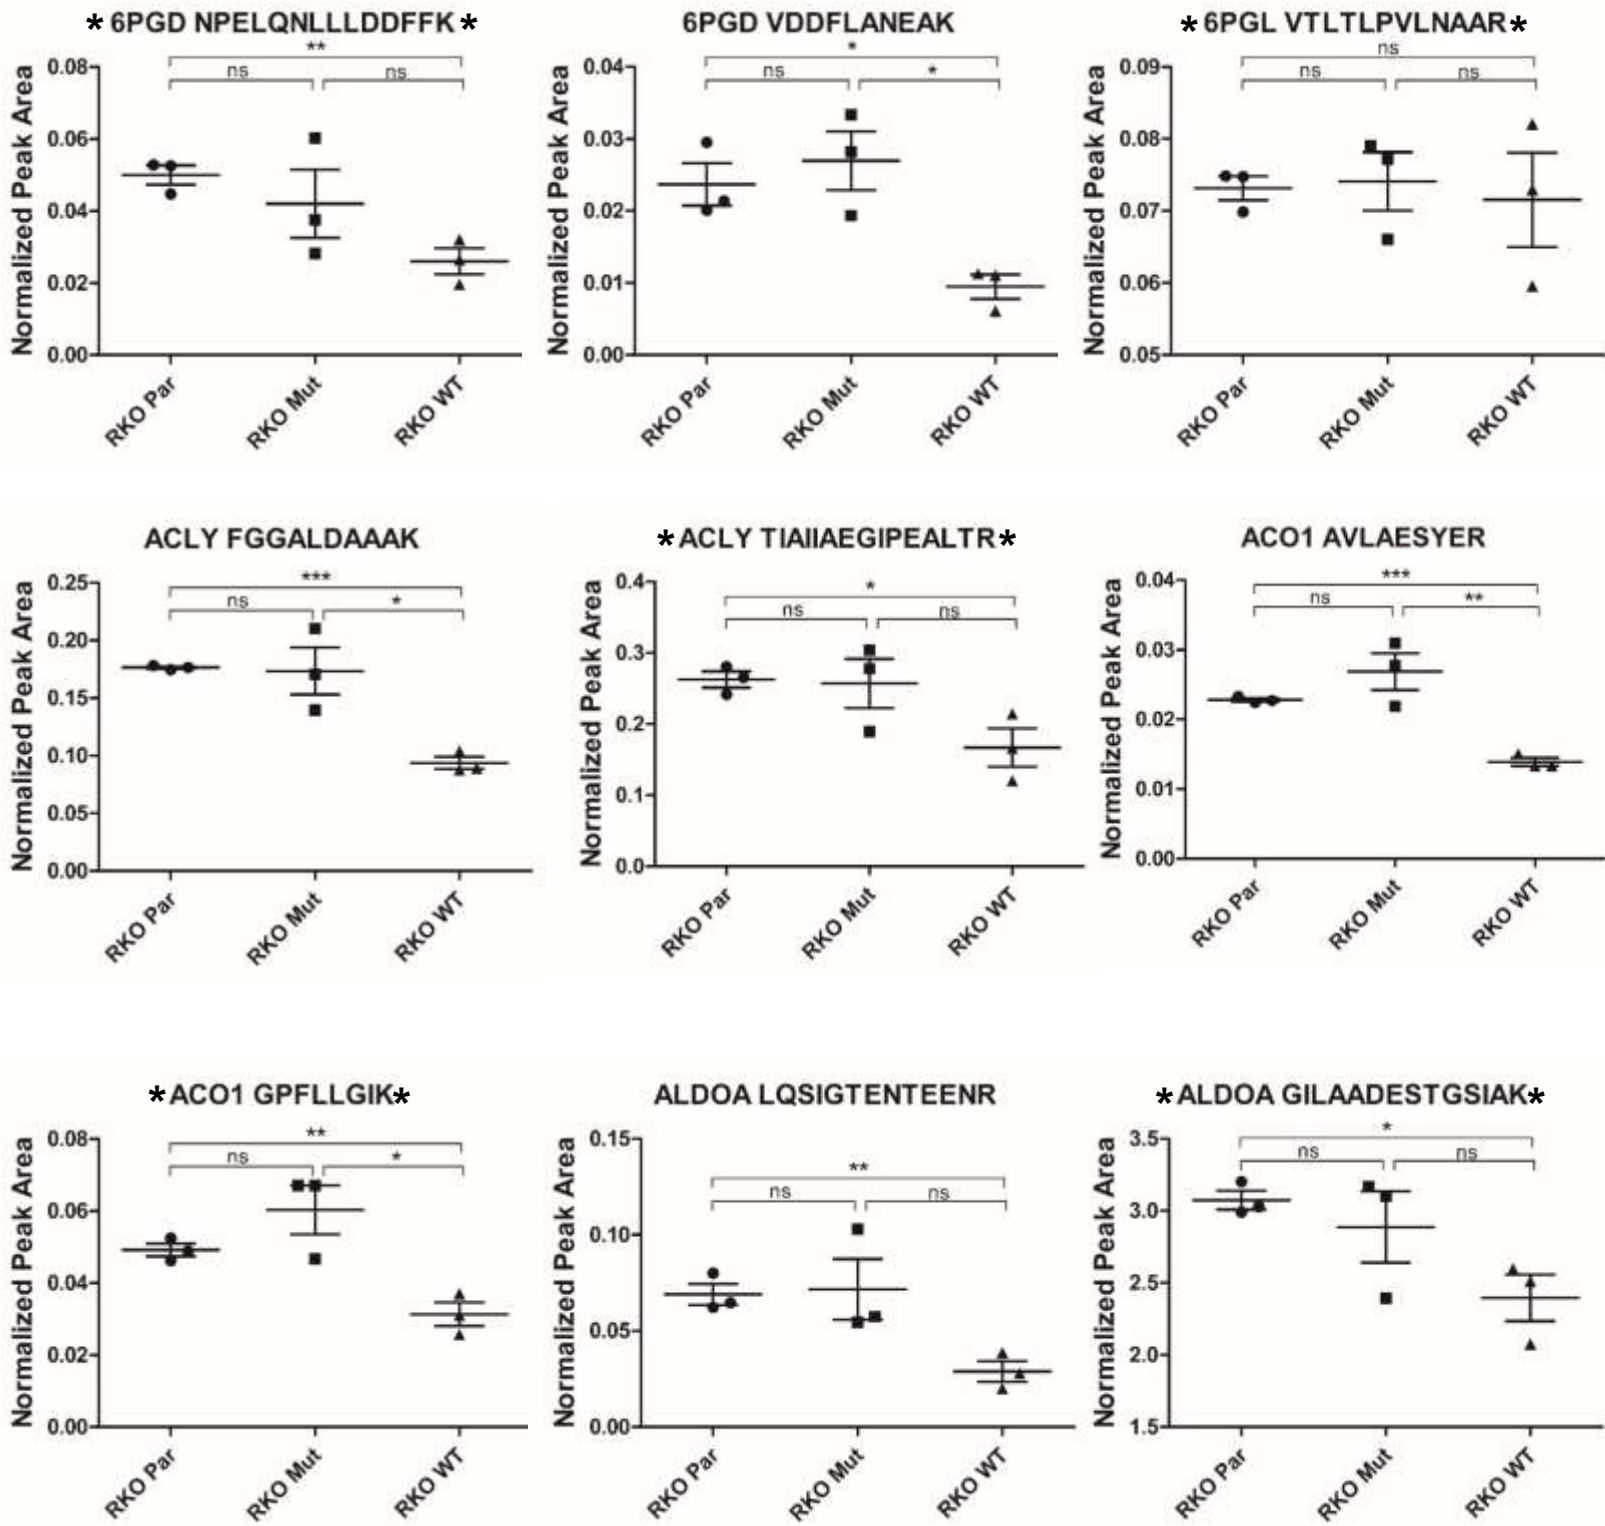 *6PGD NPELQNLLLDDFFK*
**
ns ns
Normalized Peak Area
0.08
0.06
0.04
0.02
0.00
RKO Par RKO Mut RKO WT
6PGD VDDFLANEAK
*
ns *
Normalized Peak Area
0.04
0.03
0.02
0.01
0.00
RKO Par RKO Mut RKO WT
*6PGL VTLTLPVLNAAR*
ns
ns ns
Normalized Peak Area
0.09
0.08
0.07
0.06
0.05
RKO Par RKO Mut RKO WT
ACLY FGGALDAAAK
***
ns *
Normalized Peak Area
0.25
0.20
0.15
0.10
0.05
0.00
RKO Par RKO Mut RKO WT
*ACLY TIAIIAEGIPEALTR*
*
ns ns
Normalized Peak Area
0.4
0.3
0.2
0.1
0.0
RKO Par RKO Mut RKO WT
ACO1 AVLAESYER
***
ns **
Normalized Peak Area
0.04
0.03
0.02
0.01
0.00
RKO Par RKO Mut RKO WT
*ACO1 GPFLLGIK*
**
ns *
Normalized Peak Area
0.08
0.06
0.04
0.02
0.00
RKO Par RKO Mut RKO WT
ALDOA LQSIGTENTEENR
**
ns ns
Normalized Peak Area
0.15
0.10
0.05
0.00
RKO Par RKO Mut RKO WT
*ALDOA GILAADESTGSIAK*
*
ns ns
Normalized Peak Area
3.5
3.0
2.5
2.0
1.5
RKO Par RKO Mut RKO WT